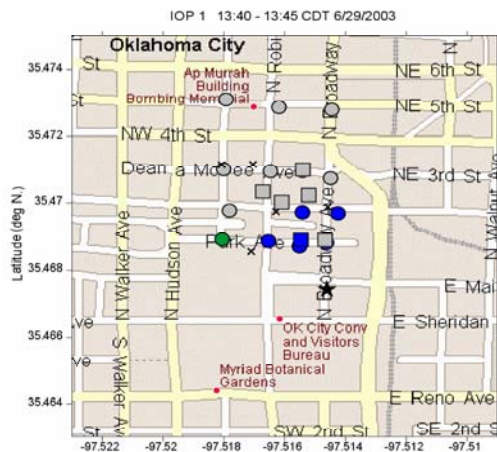 IOP 1 13:40 - 13:45 CDT 6/29/2003
Oklahoma City
N Robi
N Broadway
N
35.474
St
Ap Murrah
Building
Bombing Memorial
NE 6th St
NE 5th St
35.472
NW 4th St
Dean a McGee Ave
NE 3rd St
35.47
Latitude (deg N.)
N Walker Ave
N Hudson Ave
Park Ave
N Broadway Ave
N Walnut Av
35.468
E Mai
ve
E Sheridan
OK City Conv
and Visitors
Bureau
35.466
S Walker Av
ve
Myriad Botanical
Gardens
35.464
E Reno Ave
St
SW 2nd St
SE 2nd S
-97.522
-97.52
-97.518
-97.516
-97.514
-97.512
-97.51